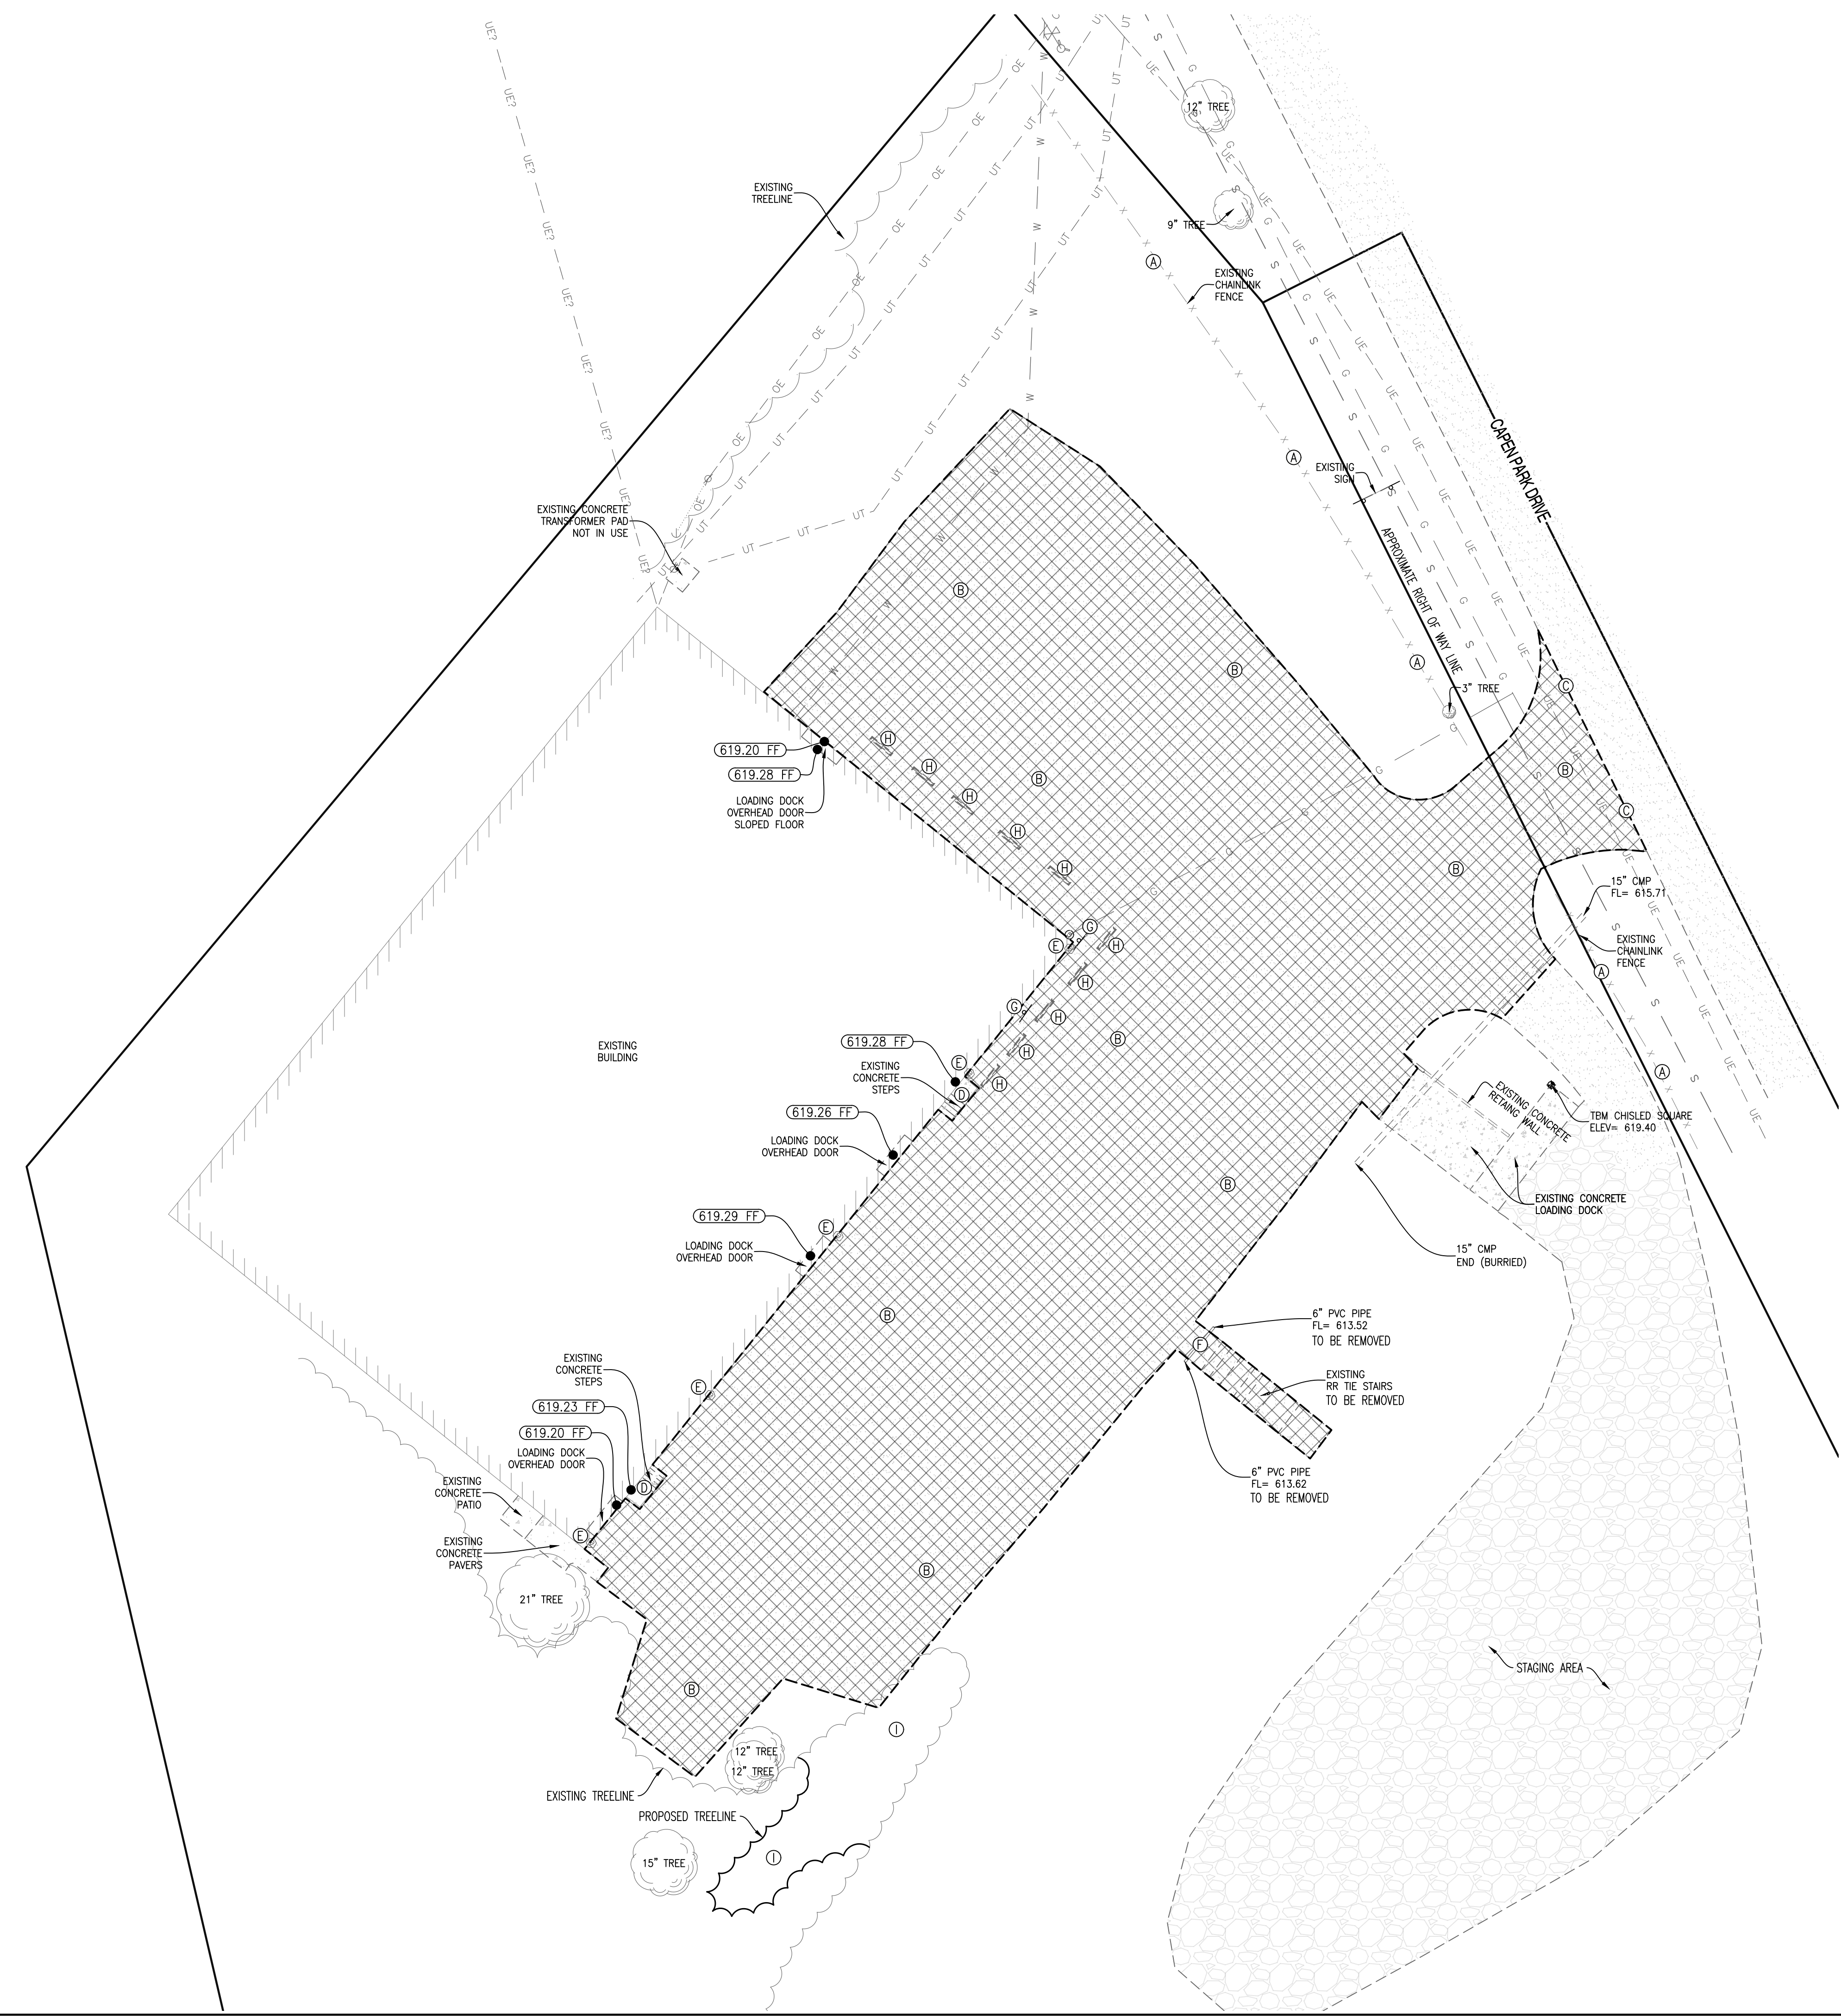 12" TREE
EXISTING
TREELINE
9" TREE
EXISTING
CHAINLINK
FENCE
CAPEN PARK DRIVE
EXISTING
SIGN
APPROXIMATE RIGHT OF WAY LINE
EXISTING CONCRETE
TRANSFORMER PAD
NOT IN USE
3" TREE
619.20 FF
619.28 FF
LOADING DOCK
OVERHEAD DOOR
SLOPED FLOOR
15" CMP
FL= 615.71
EXISTING
CHAINLINK
FENCE
EXISTING
BUILDING
619.28 FF
EXISTING
CONCRETE
STEPS
619.26 FF
LOADING DOCK
OVERHEAD DOOR
EXISTING CONCRETE
RETAING WALL
TBM CHISLED SQUARE
ELEV= 619.40
EXISTING CONCRETE
LOADING DOCK
619.29 FF
LOADING DOCK
OVERHEAD DOOR
15" CMP
END (BURRIED)
6" PVC PIPE
FL= 613.52
TO BE REMOVED
EXISTING
RR TIE STAIRS
TO BE REMOVED
EXISTING
CONCRETE
STEPS
619.23 FF
619.20 FF
LOADING DOCK
OVERHEAD DOOR
6" PVC PIPE
FL= 613.62
TO BE REMOVED
EXISTING
CONCRETE
PATIO
EXISTING
CONCRETE
PAVERS
21" TREE
STAGING AREA
12" TREE
12" TREE
EXISTING TREELINE
PROPOSED TREELINE
15" TREE
UE?
OE
UT
W
X
S
G
UE
A
B
C
D
E
F
G
H
I